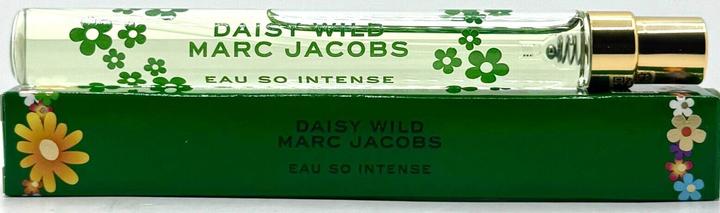 DAISY WILD
MARC JACOBS
EAU SO INTENSE
DAISY WILD
MARC JACOBS
EAU SO INTENSE